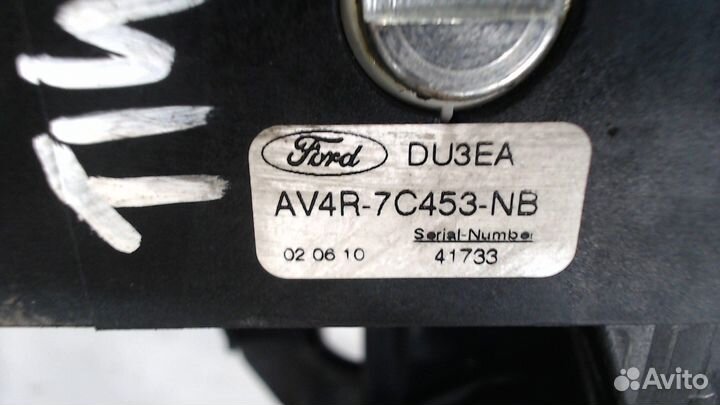 Ford DU3EA
AV4R-7C453-NB
Serial-Number
02 06 10 41733
Avito